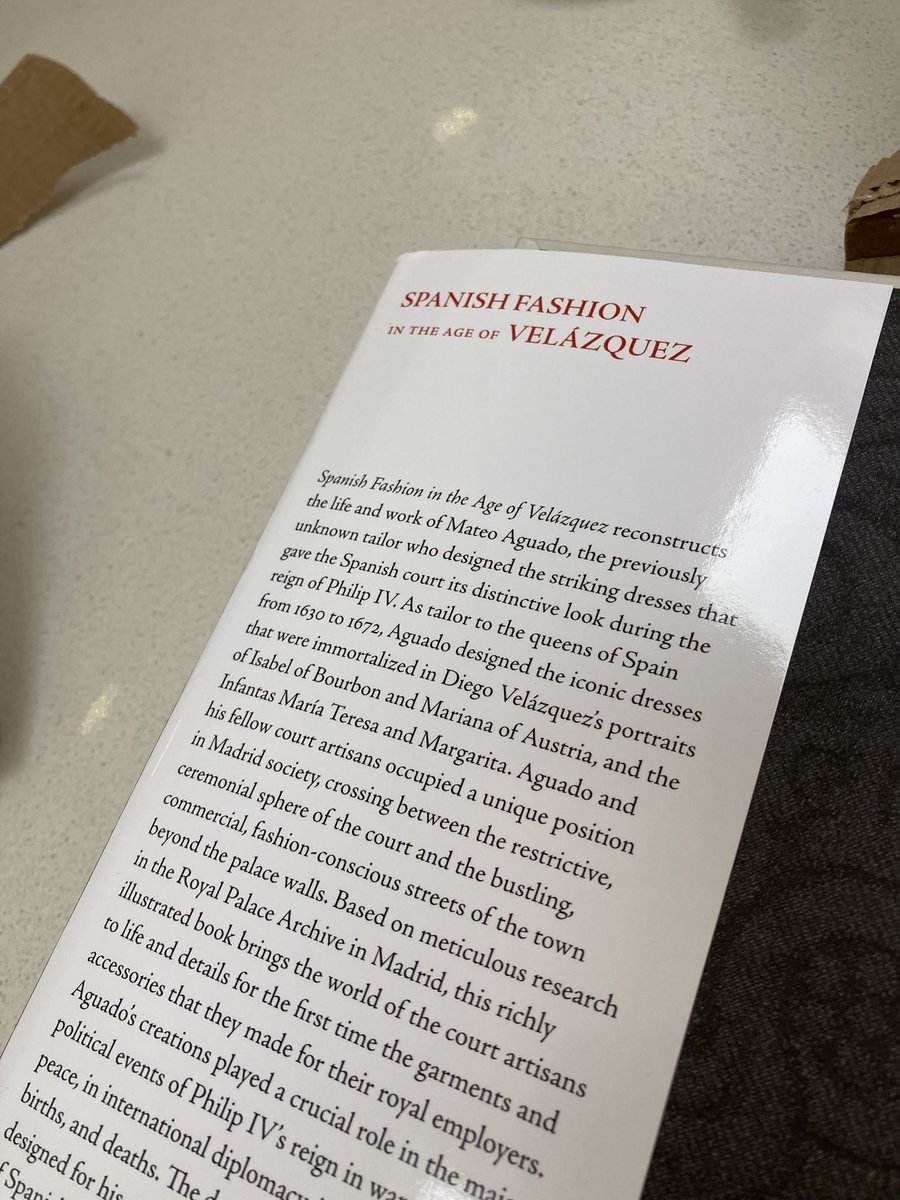 SPANISH FASHION
IN THE AGE OF VELÁZQUEZ
Spanish Fashion in the Age of Velázquez reconstructs
the life and work of Mateo Aguado, the previously
unknown tailor who designed the striking dresses that
gave the Spanish court its distinctive look during the
reign of Philip IV. As tailor to the queens of Spain
from 1630 to 1672, Aguado designed the iconic dresses
that were immortalized in Diego Velázquez's portraits
of Isabel of Bourbon and Mariana of Austria, and the
Infantas María Teresa and Margarita. Aguado and
his fellow court artisans occupied a unique position
in Madrid society, crossing between the restrictive,
ceremonial sphere of the court and the bustling,
commercial, fashion-conscious streets of the town
beyond the palace walls. Based on meticulous research
in the Royal Palace Archive in Madrid, this richly
illustrated book brings the world of the court artisans
to life and details for the first time the garments and
accessories that they made for their royal employers.
Aguado's creations played a crucial role in the
political events of Philip IV's reign in war
peace, in international diplomacy
births, and deaths. The
designed for his